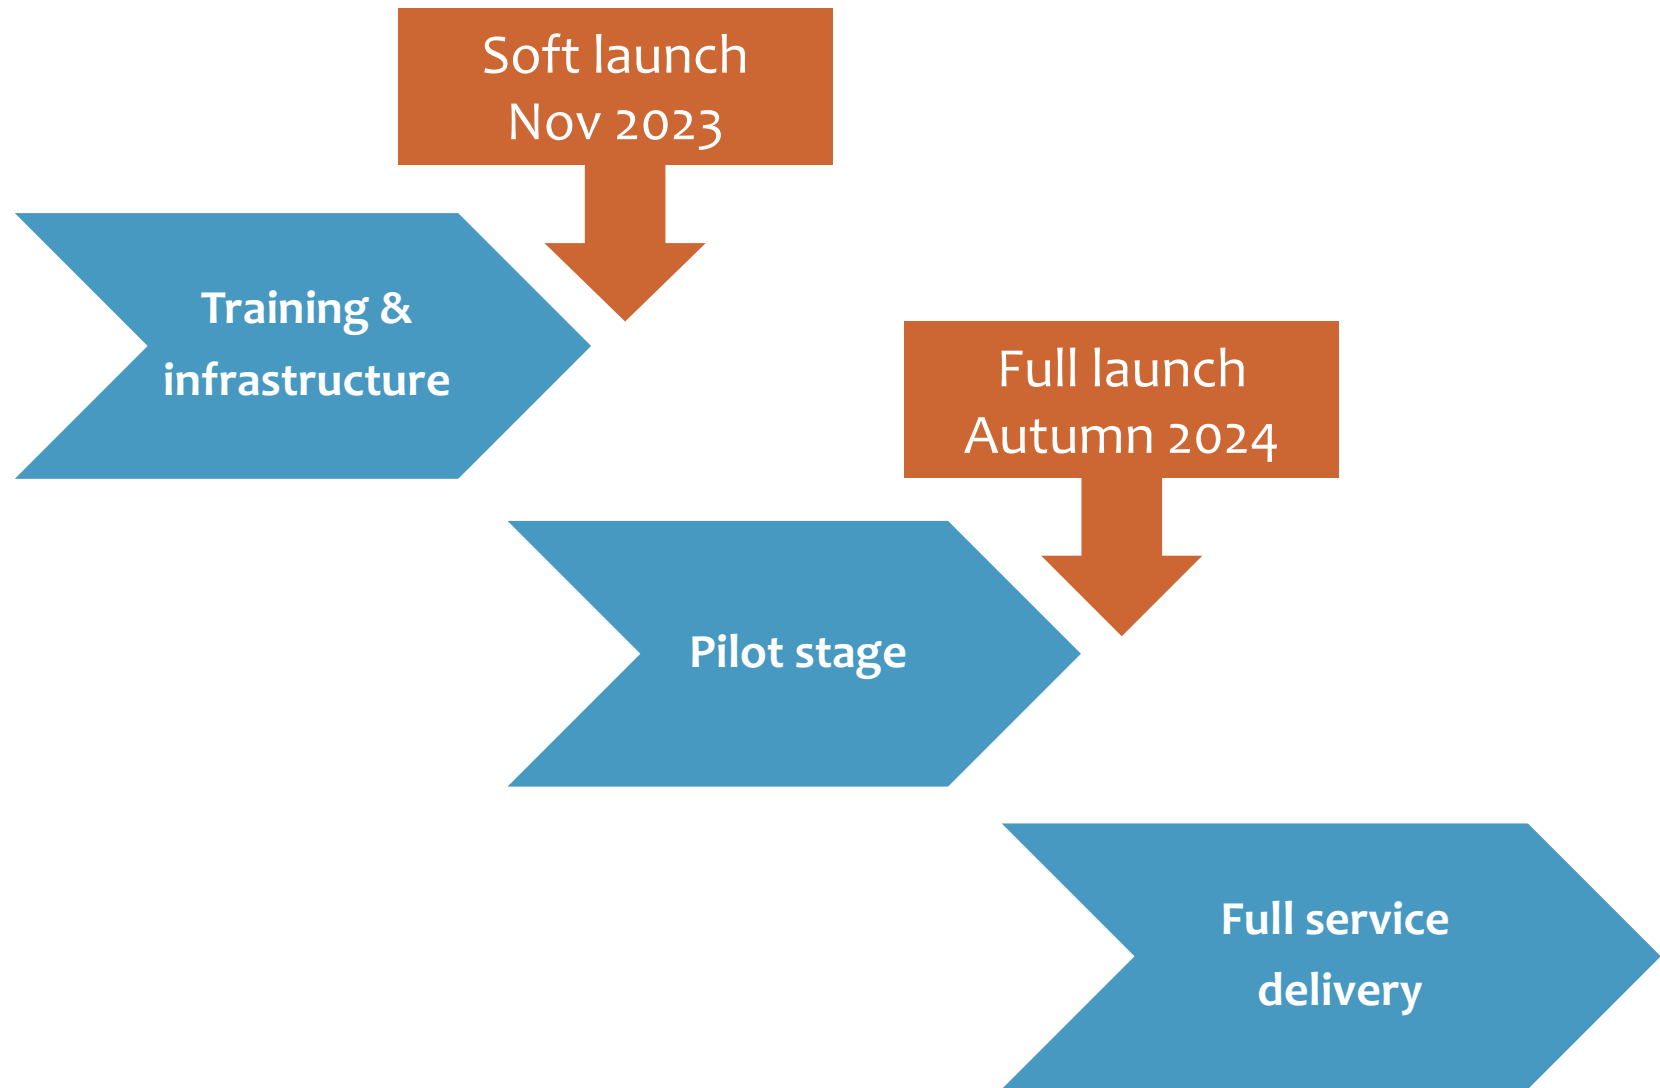 Soft launch
Nov 2023
Training &
infrastructure
Full launch
Autumn 2024
Pilot stage
Full service
delivery